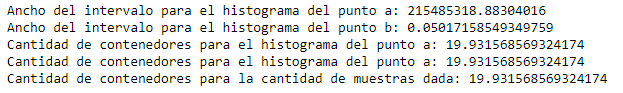 Ancho del intervalo para el histograma del punto a: 215485318.88304016
Ancho del intervalo para el histograma del punto b: 0.05017158549349759
Cantidad de contenedores para el histograma del punto a: 19.931568569324174
Cantidad de contenedores para el histograma del punto a: 19.931568569324174
Cantidad de contenedores para la cantidad de muestras dada: 19.931568569324174